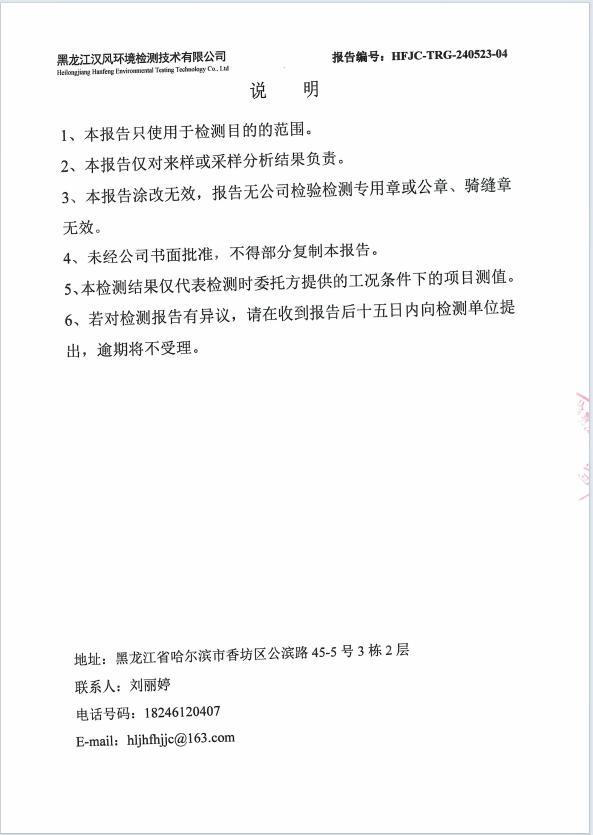 黑龙江汉风环境检测技术有限公司
Heilongjiang Hanfeng Environmental Testing Technology Co., Ltd
报告编号：HFJC-TRG-240523-04
说 明
1、本报告只使用于检测目的的范围。
2、本报告仅对来样或采样分析结果负责。
3、本报告涂改无效，报告无公司检验检测专用章或公章、骑缝章
无效。
4、未经公司书面批准，不得部分复制本报告。
5、本检测结果仅代表检测时委托方提供的工况条件下的项目测值。
6、若对检测报告有异议，请在收到报告后十五日内向检测单位提
出，逾期将不受理。
地址：黑龙江省哈尔滨市香坊区公滨路 45-5 号 3 栋 2 层
联系人：刘丽婷
电话号码：18246120407
E-mail：hljhfhjjc@163.com